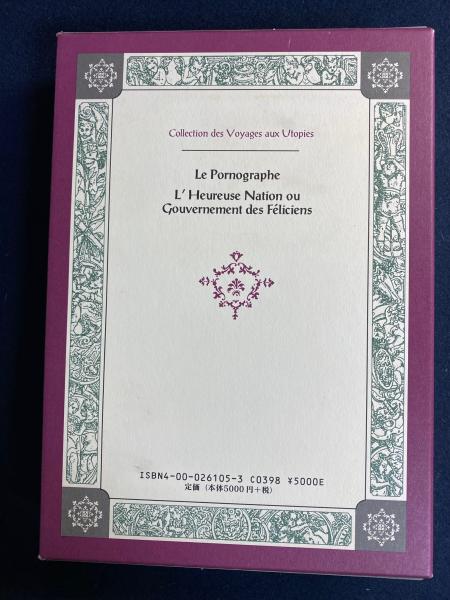 Collection des Voyages aux Utopies
Le Pornographe
L' Heureuse Nation ou
Gouvernement des Féliciens
ISBN4-00-026105-3 C0398 ¥5000E
定価（本体5000円＋税）